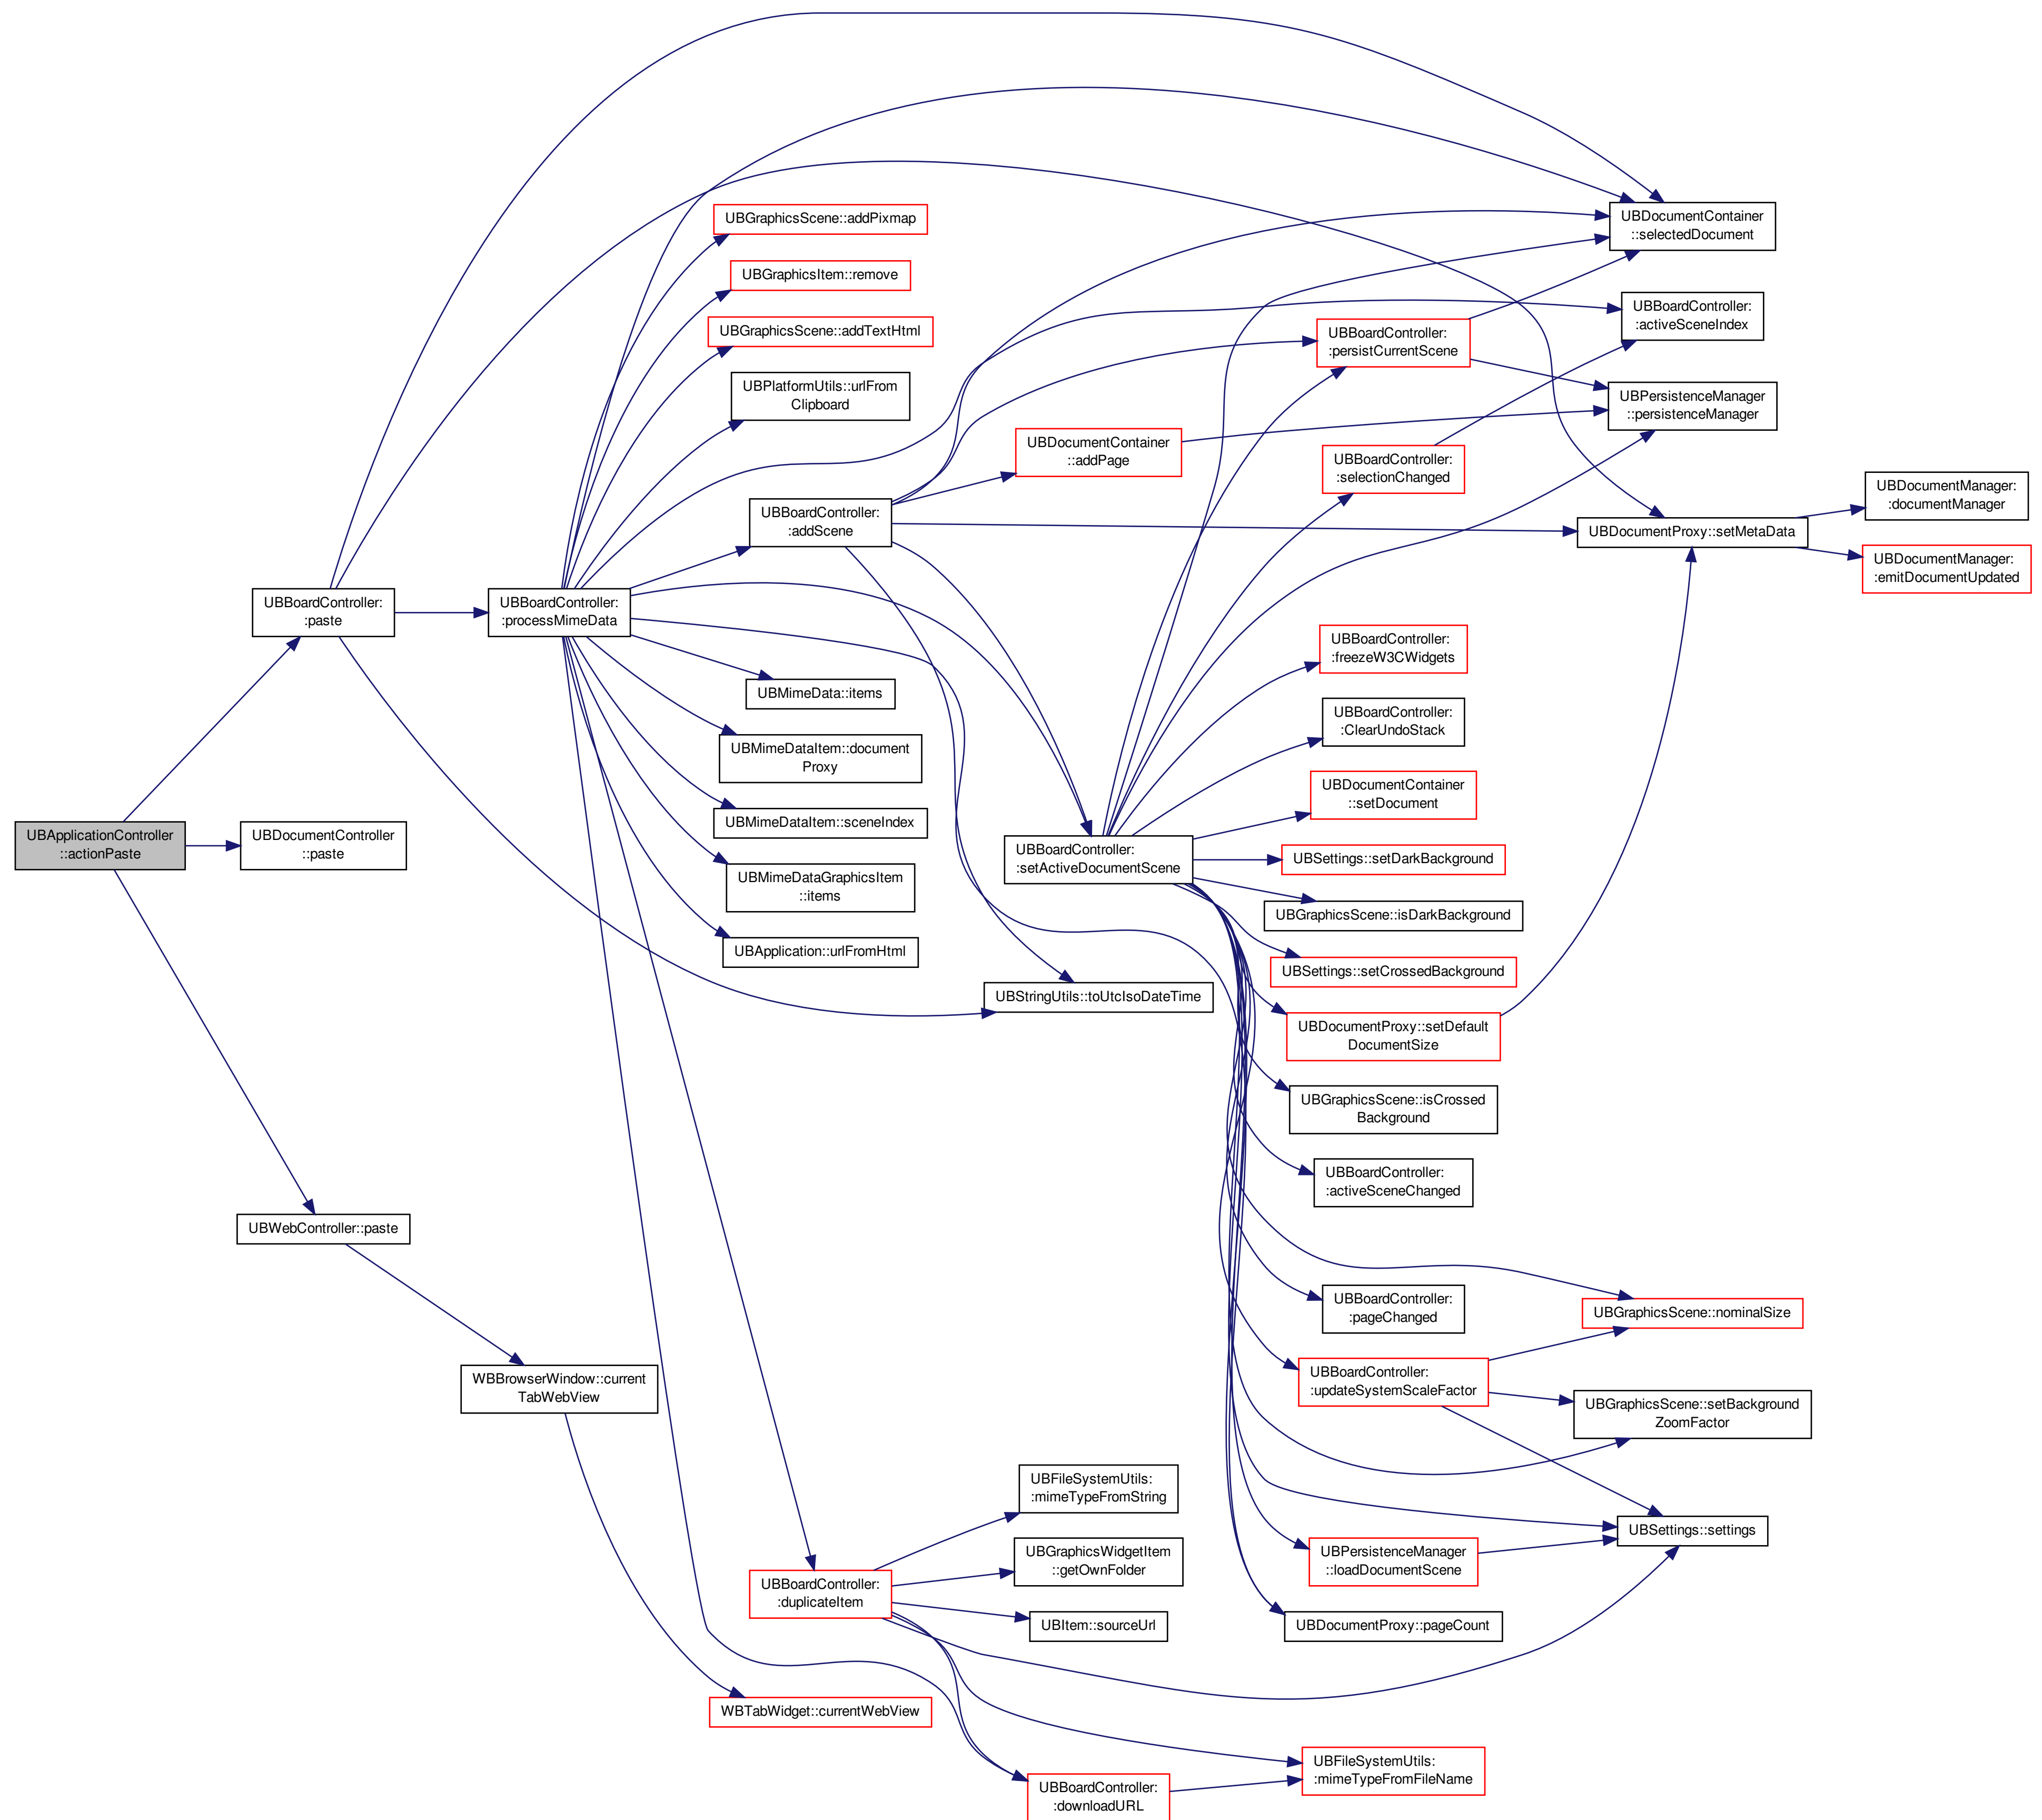 UBApplicationController
::actionPaste
UBBoardController:
:paste
UBDocumentController
::paste
UBWebController::paste
UBBoardController:
:processMimeData
WBBrowserWindow::current
TabWebView
UBGraphicsScene::addPixmap
UBGraphicsItem::remove
UBGraphicsScene::addTextHtml
UBPlatformUtils::urlFrom
Clipboard
UBBoardController:
:addScene
UBMimeData::items
UBMimeDataItem::document
Proxy
UBMimeDataItem::sceneIndex
UBMimeDataGraphicsItem
::items
UBApplication::urlFromHtml
UBBoardController:
:duplicateItem
WBTabWidget::currentWebView
UBDocumentContainer
::addPage
UBBoardController:
:setActiveDocumentScene
UBStringUtils::toUtcIsoDateTime
UBFileSystemUtils:
:mimeTypeFromString
UBGraphicsWidgetItem
::getOwnFolder
UBItem::sourceUrl
UBBoardController:
:downloadURL
UBBoardController:
:persistCurrentScene
UBBoardController:
:selectionChanged
UBBoardController:
:freezeW3CWidgets
UBBoardController:
:ClearUndoStack
UBDocumentContainer
::setDocument
UBSettings::setDarkBackground
UBGraphicsScene::isDarkBackground
UBSettings::setCrossedBackground
UBDocumentProxy::setDefault
DocumentSize
UBGraphicsScene::isCrossed
Background
UBBoardController:
:activeSceneChanged
UBBoardController:
:pageChanged
UBBoardController:
:updateSystemScaleFactor
UBPersistenceManager
::loadDocumentScene
UBDocumentProxy::pageCount
UBFileSystemUtils:
:mimeTypeFromFileName
UBDocumentContainer
::selectedDocument
UBBoardController:
:activeSceneIndex
UBPersistenceManager
::persistenceManager
UBDocumentProxy::setMetaData
UBGraphicsScene::nominalSize
UBGraphicsScene::setBackground
ZoomFactor
UBSettings::settings
UBDocumentManager:
:documentManager
UBDocumentManager:
:emitDocumentUpdated